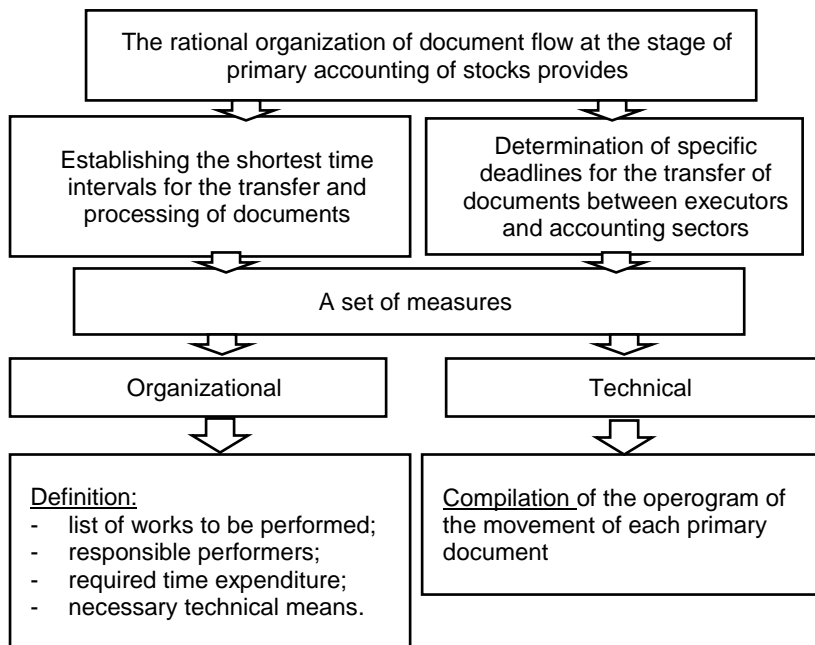 The rational organization of document flow at the stage of
primary accounting of stocks provides
Establishing the shortest time
intervals for the transfer and
processing of documents
Determination of specific
deadlines for the transfer of
documents between executors
and accounting sectors
A set of measures
Organizational
Technical
Definition:
- list of works to be performed;
- responsible performers;
- required time expenditure;
- necessary technical means.
Compilation of the operogram of
the movement of each primary
document